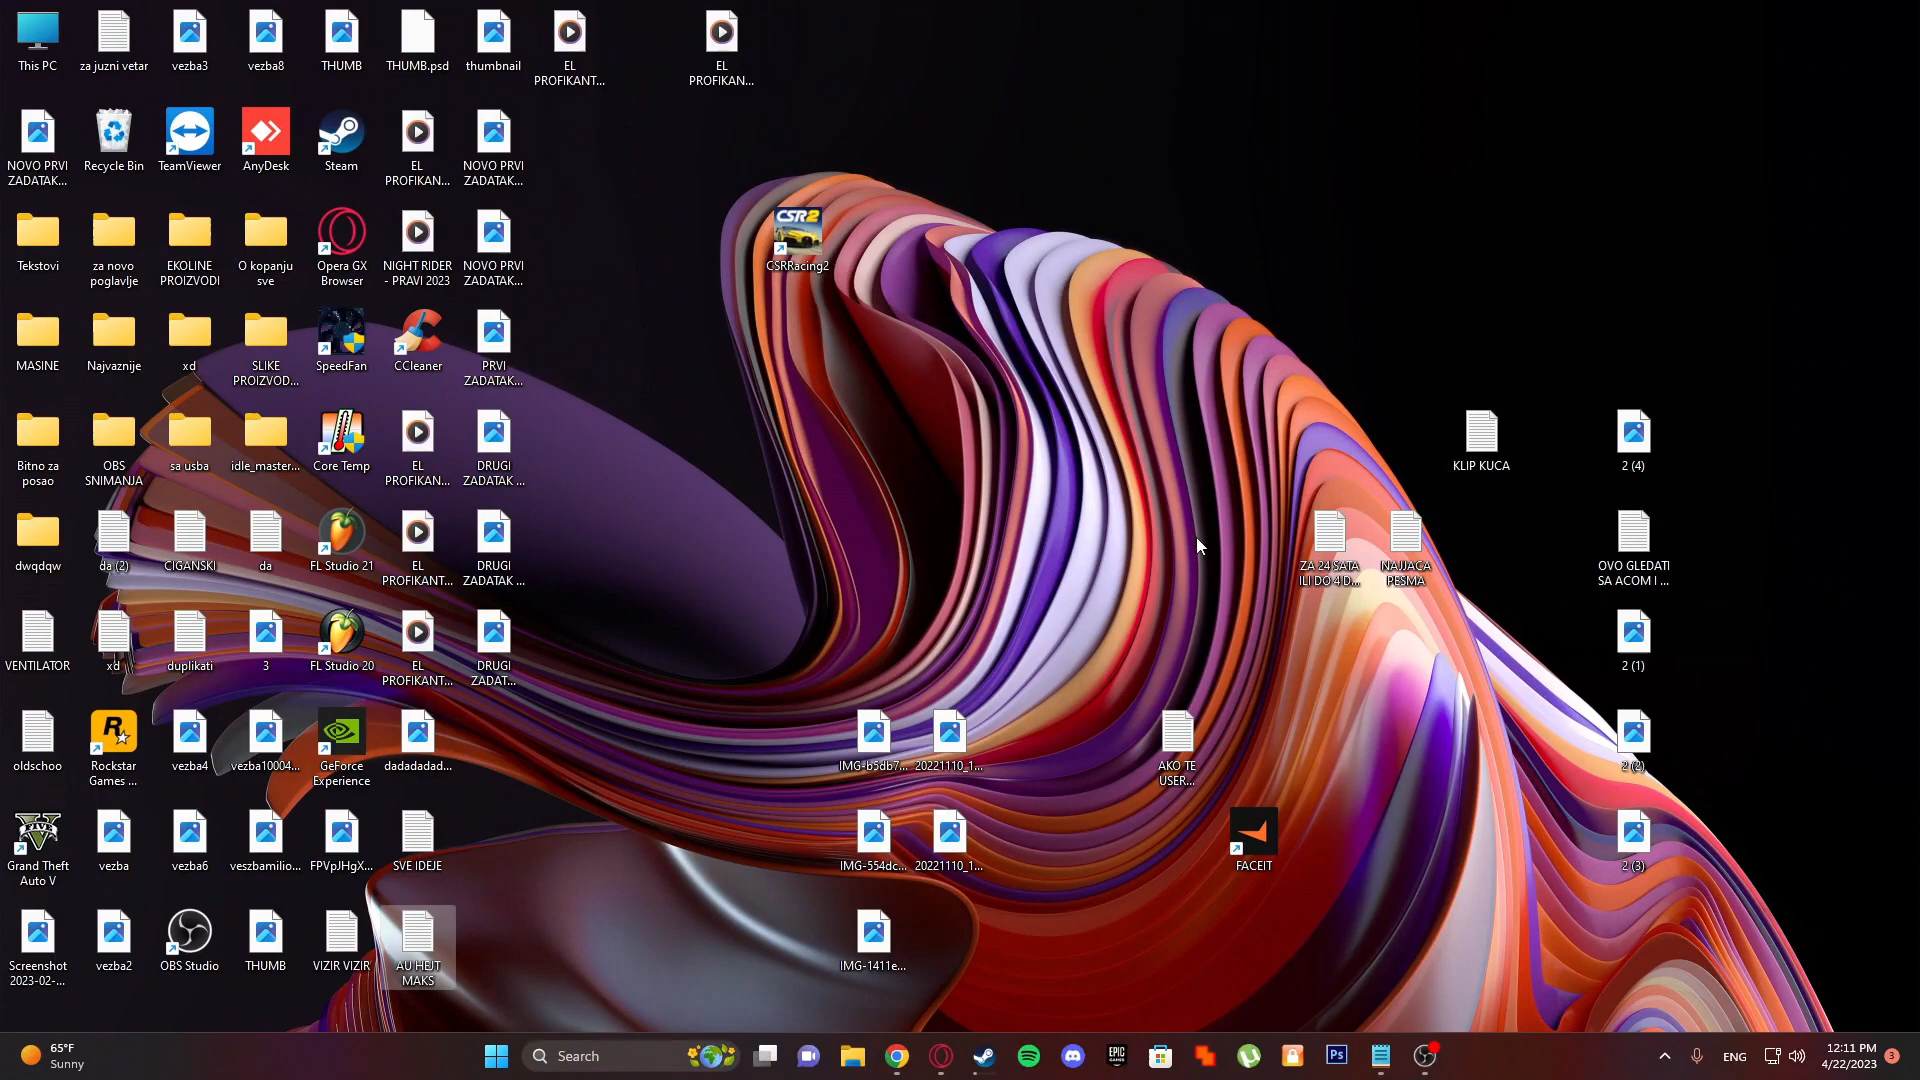 This PC
za juzni vetar
vezba3
vezba8
THUMB
THUMB.psd
thumbnail
EL
PROFIKANT...
EL
PROFIKAN...
NOVO PRVI
ZADATAK...
Recycle Bin
TeamViewer
AnyDesk
Steam
EL
PROFIKAN...
NOVO PRVI
ZADATAK...
Tekstovi
za novo
poglavlje
EKOLINE
PROIZVODI
O kopanju
sve
Opera GX
Browser
NIGHT RIDER
- PRAVI 2023
NOVO PRVI
ZADATAK...
CSR2
CSRRacing2
MASINE
Najvaznije
xd
SLIKE
PROIZVOD...
SpeedFan
CCleaner
PRVI
ZADATAK...
Bitno za
posao
OBS
SNIMANJA
sa usba
idle_master...
Core Temp
EL
PROFIKAN...
DRUGI
ZADATAK ...
KLIP KUCA
2 (4)
dwqdqw
da (2)
CIGANSKI
da
FL Studio 21
EL
PROFIKANT...
DRUGI
ZADATAK ...
ZA 24 SATA
ILI DO 4 D...
NAJJACA
PESMA
OVO GLEDATI
SA ACOM I ...
VENTILATOR
xd
duplikati
3
FL Studio 20
EL
PROFIKANT...
DRUGI
ZADAT...
2 (1)
oldschoo
Rockstar
Games ...
vezba4
vezba10004...
GeForce
Experience
dadadadad...
IMG-b5db7...
20221110_1...
AKO TE
USER...
2 (2)
Grand Theft
Auto V
vezba
vezba6
veszbamilio...
FPVpJHgX...
SVE IDEJE
IMG-554dc...
20221110_1...
FACEIT
2 (3)
Screenshot
2023-02-...
vezba2
OBS Studio
THUMB
VIZIR VIZIR
AU HEJT
MAKS
IMG-1411e...
65°F
Sunny
Search
EPIC
GAMES
Ps
ENG
12:11 PM
4/22/2023
3